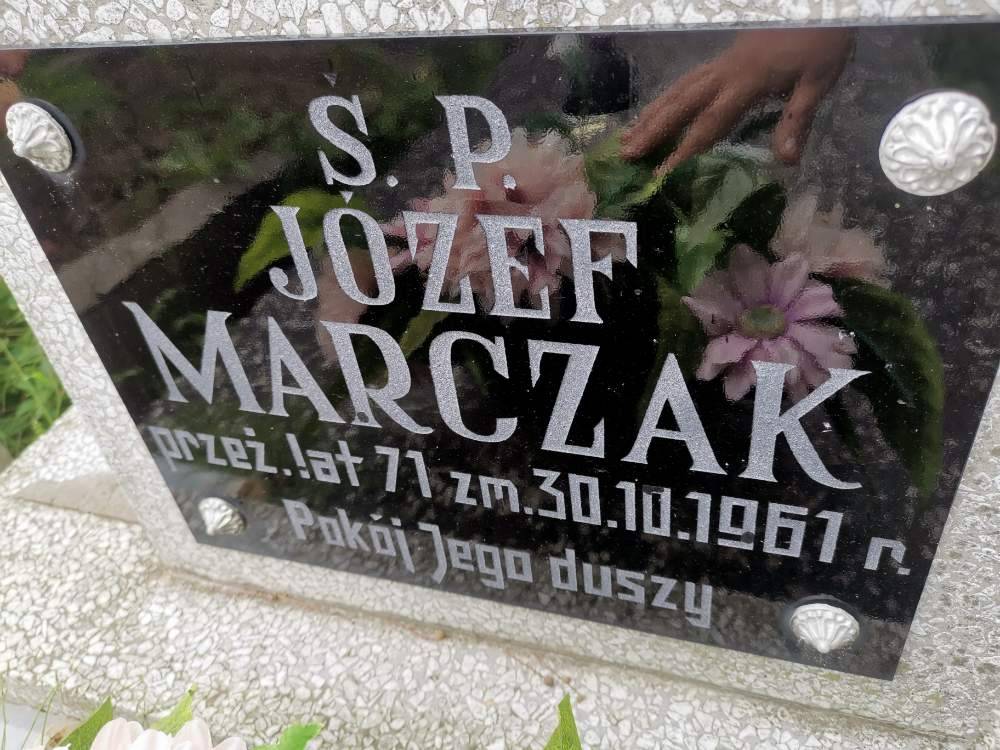 Ś. P.
JÓZEF
MARCZAK
przeż. lat 71 zm. 30.10.1961 r.
Pokój Jego duszy